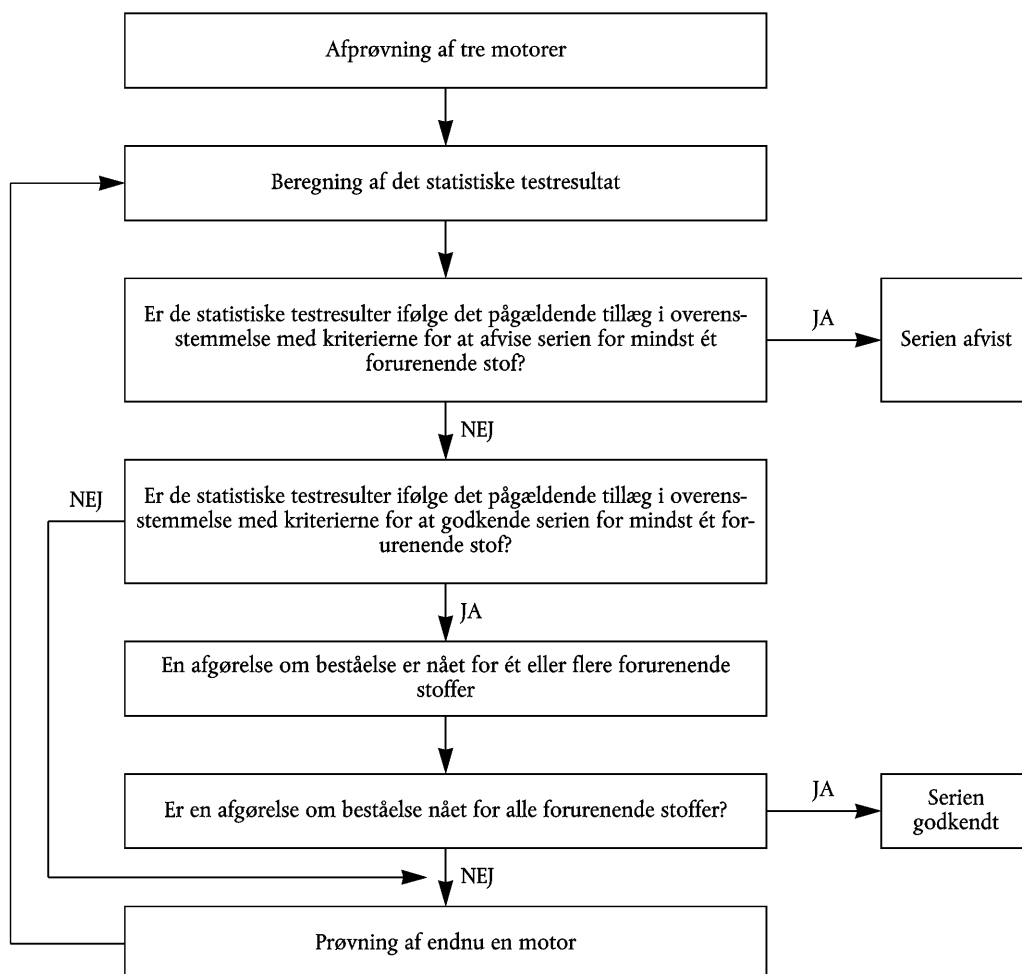 Afprøvning af tre motorer
Beregning af det statistiske testresultat
Er de statistiske testresulter ifølge det pågældende tillæg i overens-
stemmelse med kriterierne for at afvise serien for mindst ét
forurenende stof?
JA
Serien afvist
NEJ
Er de statistiske testresulter ifølge det pågældende tillæg i overens-
stemmelse med kriterierne for at godkende serien for mindst ét for-
urenende stof?
NEJ
JA
En afgørelse om beståelse er nået for ét eller flere forurenende
stoffer
Er en afgørelse om beståelse nået for alle forurenende stoffer?
JA
Serien
godkendt
NEJ
Prøvning af endnu en motor